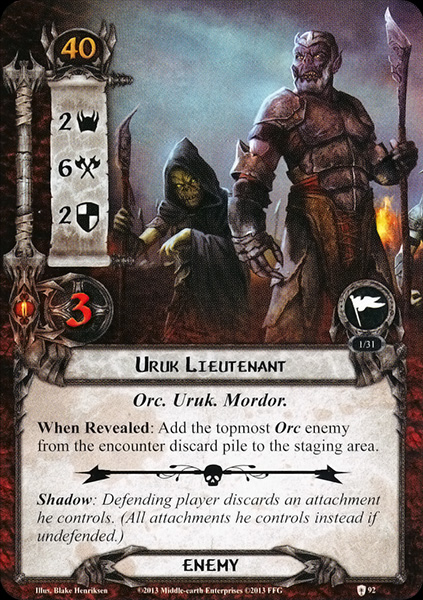 40
2
6
2
3
1/31
Uruk Lieutenant
Orc. Uruk. Mordor.
When Revealed: Add the topmost Orc enemy
from the encounter discard pile to the staging area.
Shadow: Defending player discards an attachment
he controls. (All attachments he controls instead if
undefended.)
ENEMY
Illus. Blake Henriksen ©2013 Middle-earth Enterprises ©2013 FFG 92